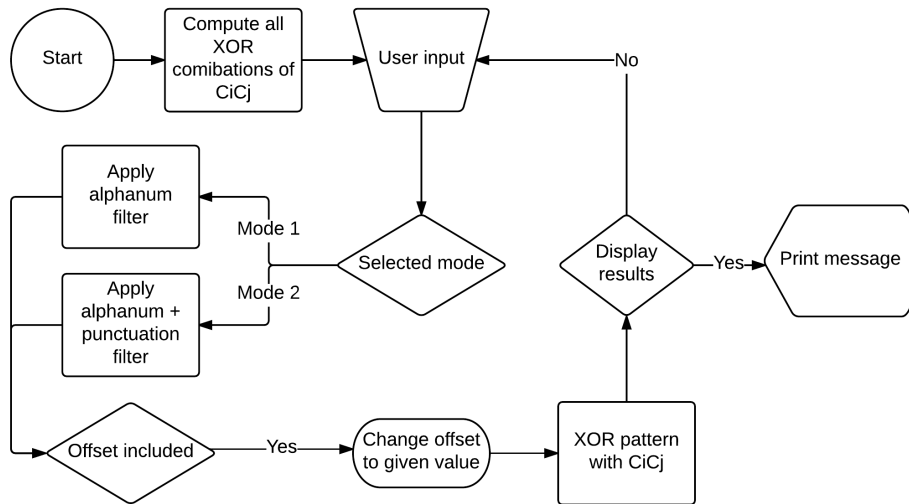 Start
Compute all
XOR
comibations of
CiCj
User input
No
Apply
alphanum
filter
Mode 1
Selected mode
Display
results
Yes
Print message
Mode 2
Apply
alphanum +
punctuation
filter
Offset included
Yes
Change offset
to given value
XOR pattern
with CiCj